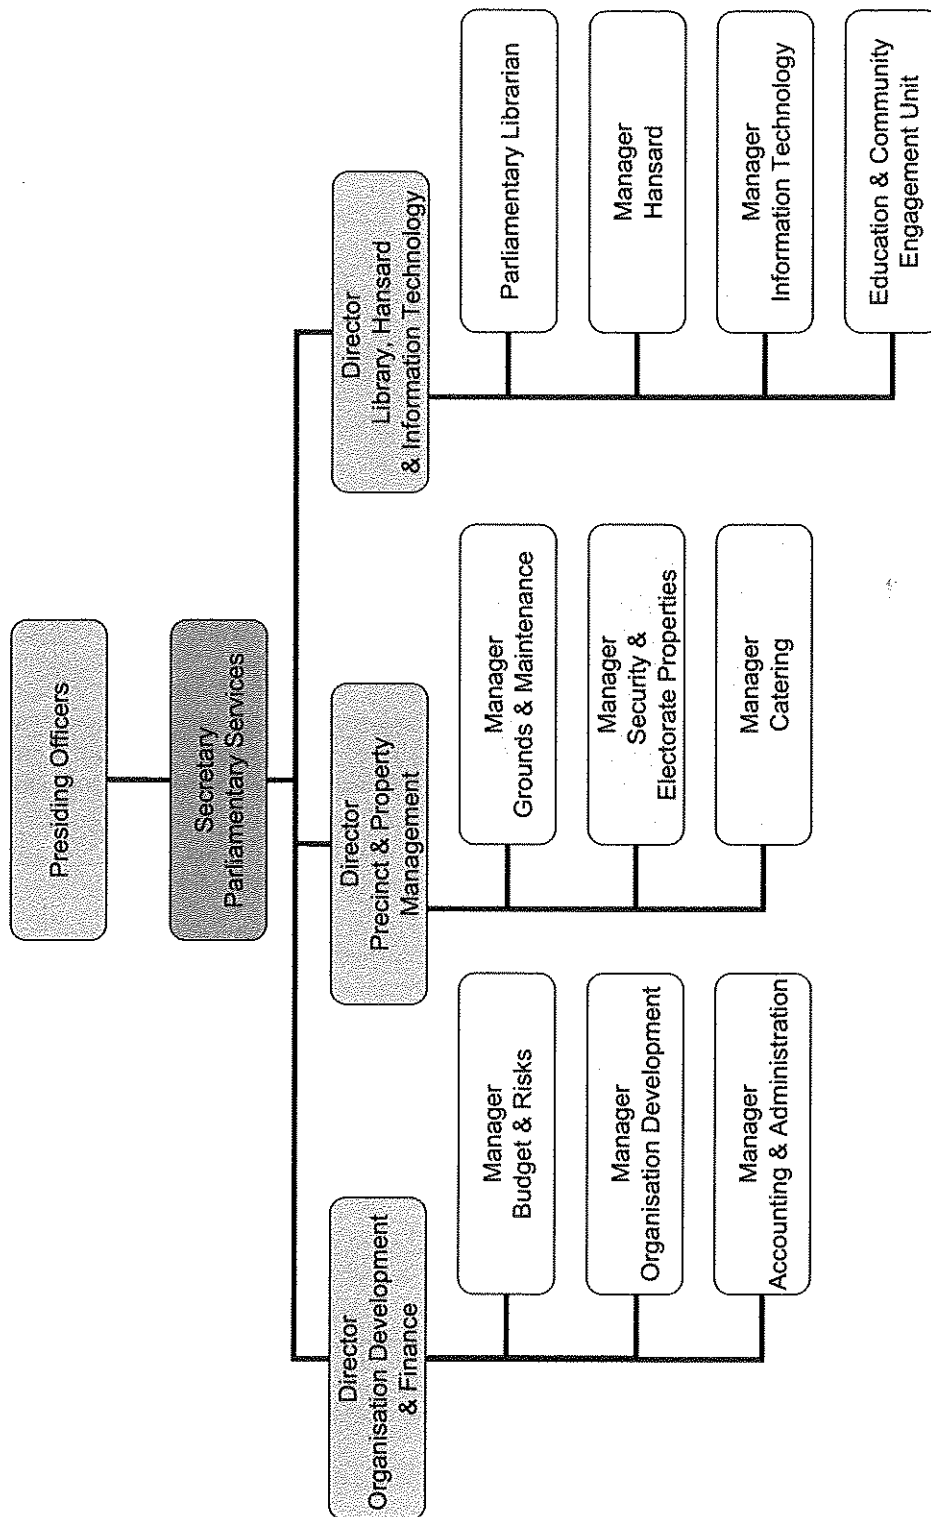 Presiding Officers
Secretary
Parliamentary Services
Director
Organisation Development
& Finance
Manager
Budget & Risks
Manager
Organisation Development
Manager
Accounting & Administration
Director
Precinct & Property
Management
Manager
Grounds & Maintenance
Manager
Security &
Electorate Properties
Manager
Catering
Director
Library, Hansard
& Information Technology
Parliamentary Librarian
Manager
Hansard
Manager
Information Technology
Education & Community
Engagement Unit